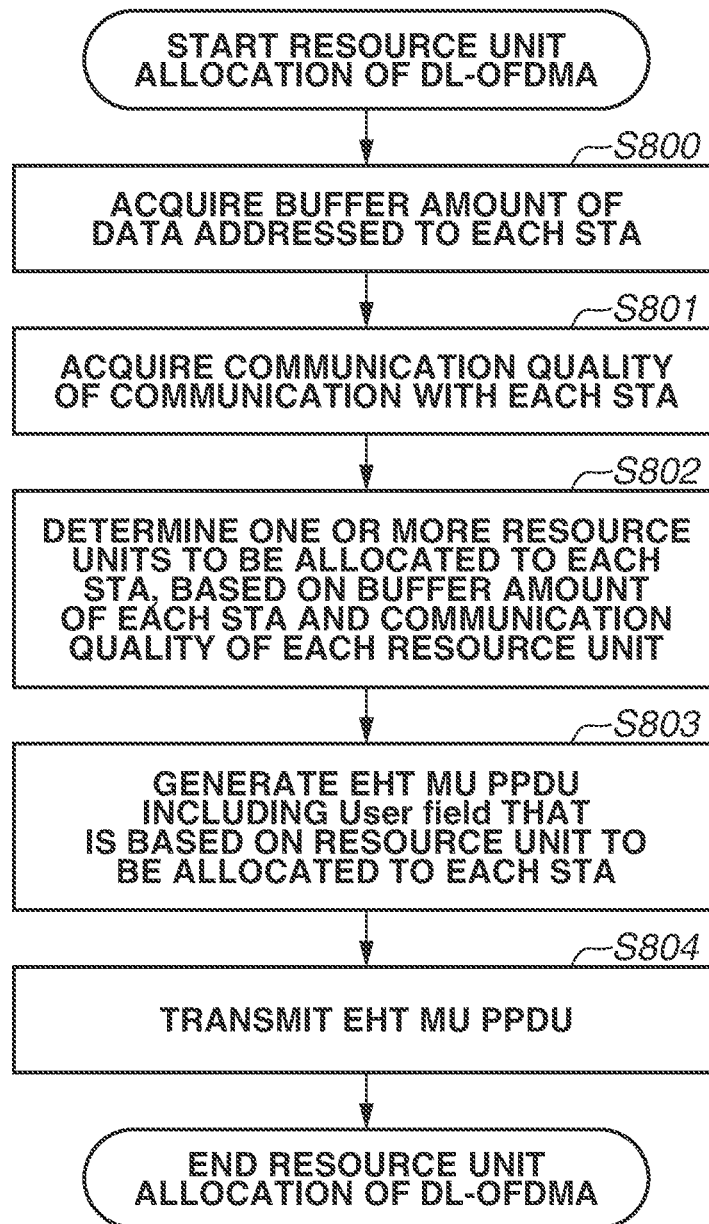 START RESOURCE UNIT
ALLOCATION OF DL-OFDMA
S800
ACQUIRE BUFFER AMOUNT OF
DATA ADDRESSED TO EACH STA
S801
ACQUIRE COMMUNICATION QUALITY
OF COMMUNICATION WITH EACH STA
S802
DETERMINE ONE OR MORE RESOURCE
UNITS TO BE ALLOCATED TO EACH
STA, BASED ON BUFFER AMOUNT
OF EACH STA AND COMMUNICATION
QUALITY OF EACH RESOURCE UNIT
S803
GENERATE EHT MU PPDU
INCLUDING User field THAT
IS BASED ON RESOURCE UNIT TO
BE ALLOCATED TO EACH STA
S804
TRANSMIT EHT MU PPDU
END RESOURCE UNIT
ALLOCATION OF DL-OFDMA